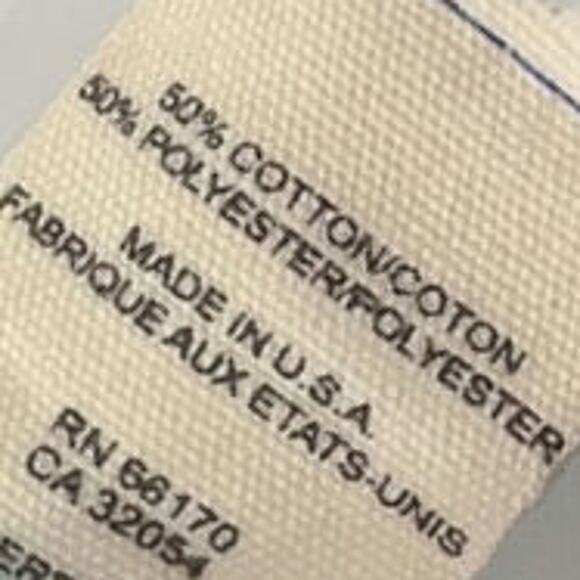 50% COTTON/COTON
50% POLYESTER/POLYESTER
MADE IN U.S.A.
FABRIQUE AUX ETATS-UNIS
RN 66170
CA 32054